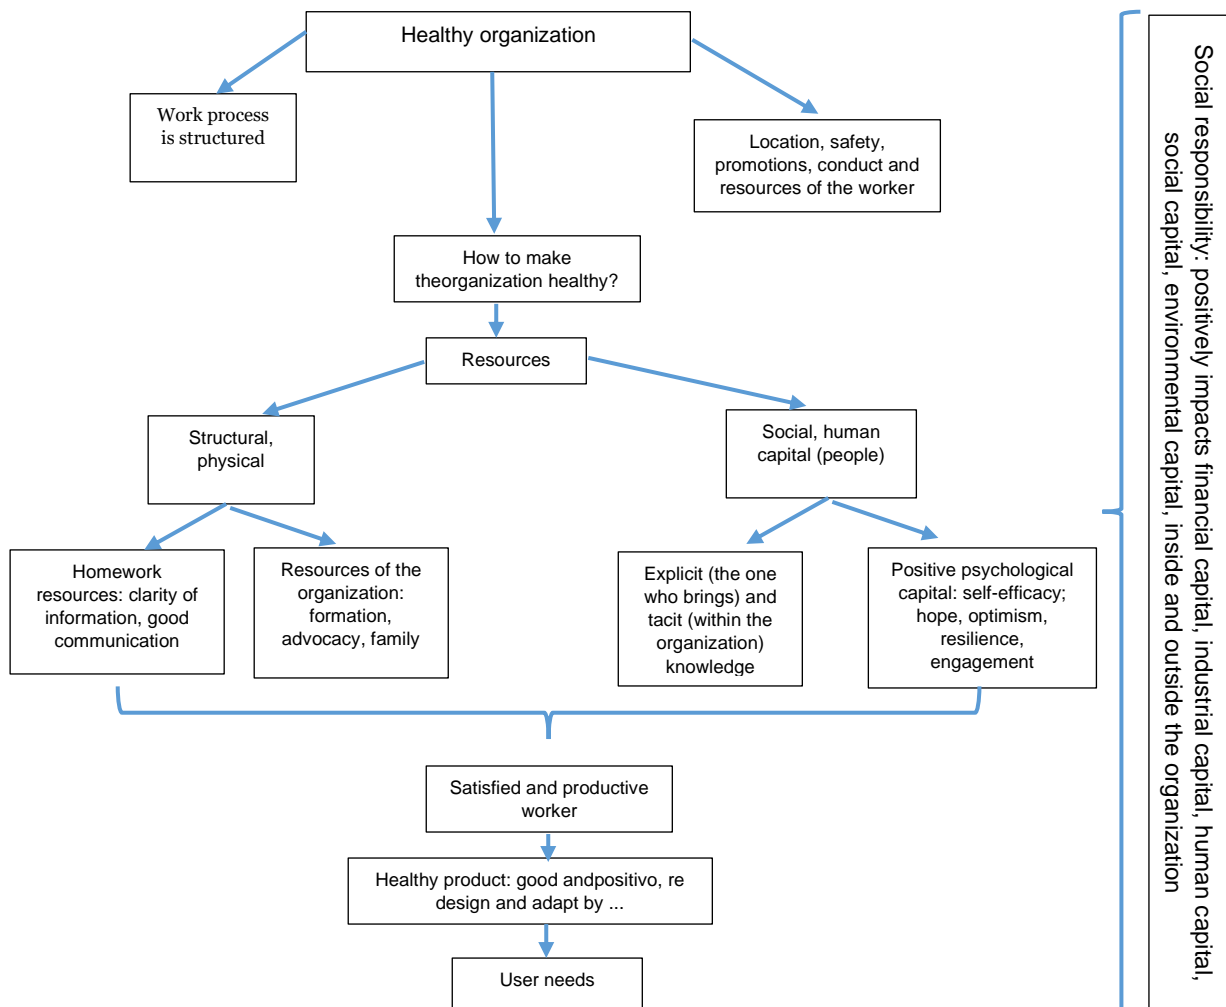 Healthy organization
Work process
is structured
Location, safety,
promotions, conduct and
resources of the worker
How to make
theorganization healthy?
Resources
Structural,
physical
Social, human
capital (people)
Homework
resources: clarity of
information, good
communication
Resources of the
organization:
formation,
advocacy, family
Explicit (the one
who brings) and
tacit (within the
organization)
knowledge
Positive psychological
capital: self-efficacy;
hope, optimism,
resilience,
engagement
Satisfied and productive
worker
Healthy product: good andpositivo, re
design and adapt by ...
User needs
Social responsibility: positively impacts financial capital, industrial capital, human capital,
social capital, environmental capital, inside and outside the organization